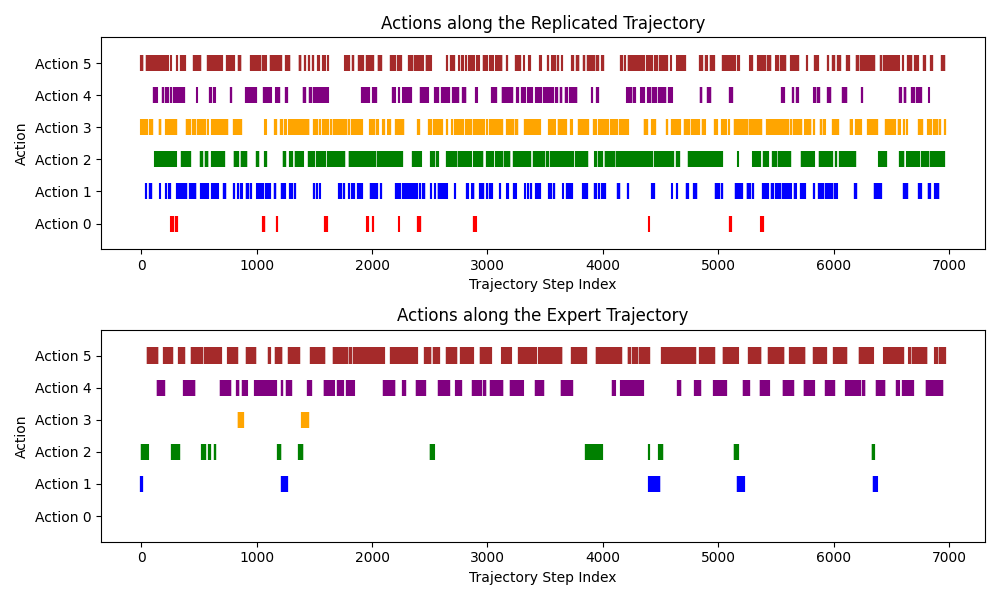 Actions along the Replicated Trajectory
Action
Action 5
Action 4
Action 3
Action 2
Action 1
Action 0
0 1000 2000 3000 4000 5000 6000 7000
Trajectory Step Index
Actions along the Expert Trajectory
Action
Action 5
Action 4
Action 3
Action 2
Action 1
Action 0
0 1000 2000 3000 4000 5000 6000 7000
Trajectory Step Index